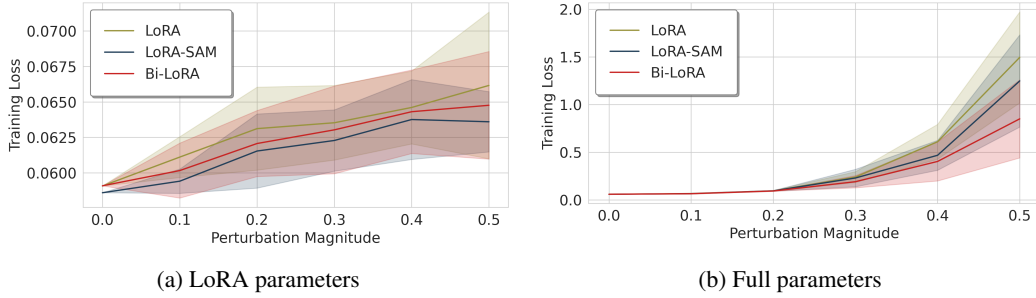 0.0700
0.0675
0.0650
0.0625
0.0600
Training Loss
LoRA
LoRA-SAM
Bi-LoRA
0.0 0.1 0.2 0.3 0.4 0.5
Perturbation Magnitude
(a) LoRA parameters
2.0
1.5
1.0
0.5
0.0
Training Loss
LoRA
LoRA-SAM
Bi-LoRA
0.0 0.1 0.2 0.3 0.4 0.5
Perturbation Magnitude
(b) Full parameters